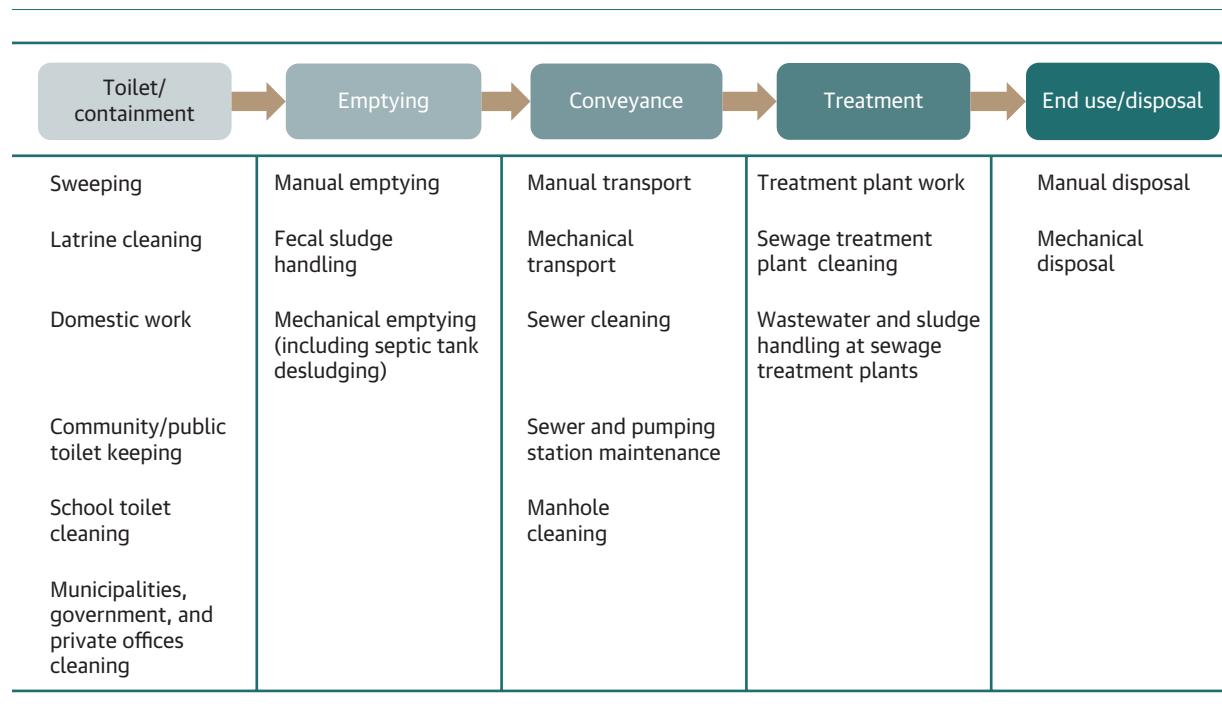 Toilet/
containment
Emptying
Conveyance
Treatment
End use/disposal
Sweeping
Latrine cleaning
Domestic work
Community/public
toilet keeping
School toilet
cleaning
Municipalities,
government, and
private offices
cleaning
Manual emptying
Fecal sludge
handling
Mechanical emptying
(including septic tank
desludging)
Manual transport
Mechanical
transport
Sewer cleaning
Sewer and pumping
station maintenance
Manhole
cleaning
Treatment plant work
Sewage treatment
plant cleaning
Wastewater and sludge
handling at sewage
treatment plants
Manual disposal
Mechanical
disposal